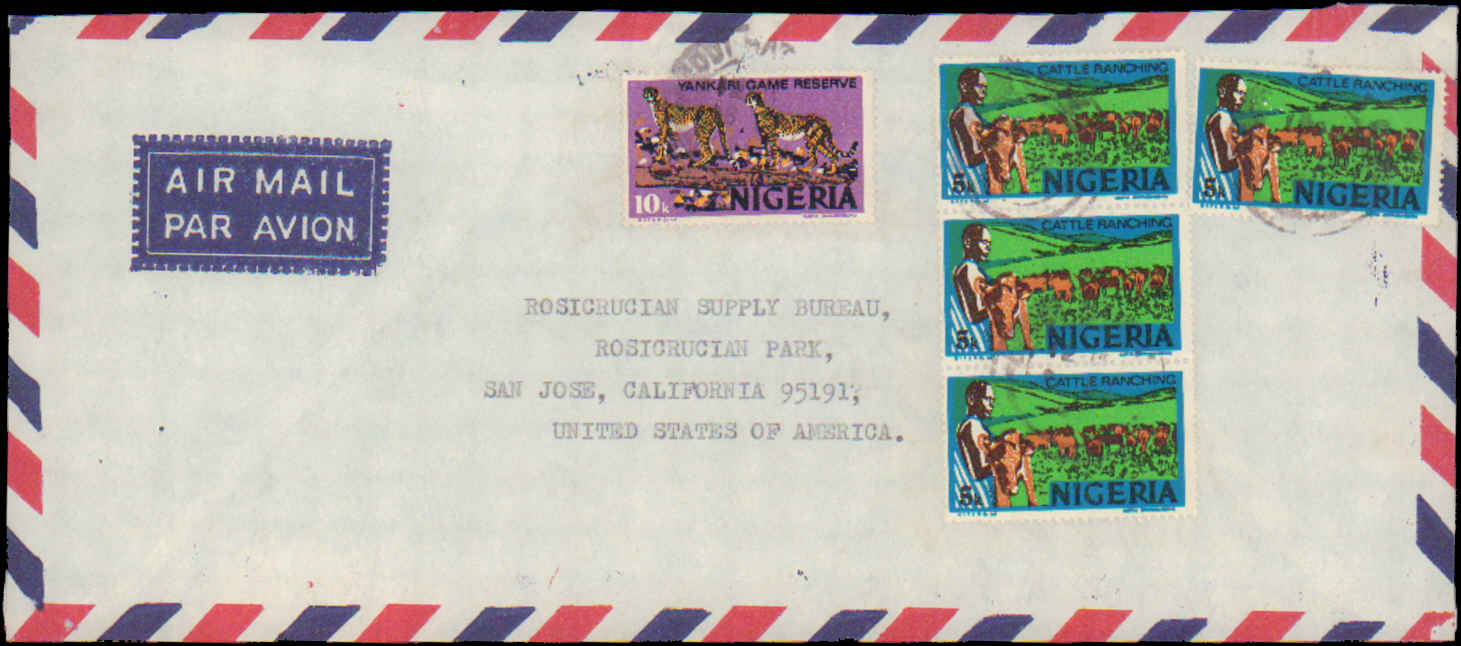 AIR MAIL
PAR AVION
YANKARI GAME RESERVE
10k NIGERIA
CATTLE RANCHING
5k NIGERIA
CATTLE RANCHING
5k NIGERIA
CATTLE RANCHING
5k NIGERIA
CATTLE RANCHING
5k NIGERIA
ROSICRUCIAN SUPPLY BUREAU,
ROSICRUCIAN PARK,
SAN JOSE, CALIFORNIA 95191,
UNITED STATES OF AMERICA.